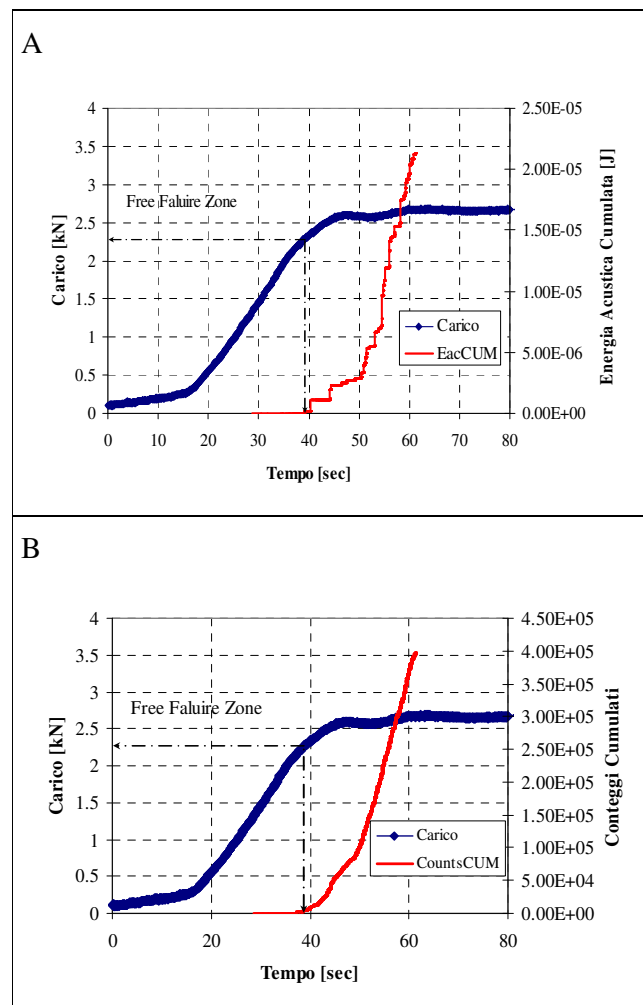 A
4
3.5
3
2.5
2
1.5
1
0.5
0
Carico [kN]
Free Faluire Zone
2.50E-05
2.00E-05
1.50E-05
1.00E-05
5.00E-06
0.00E+00
Energia Acustica Cumulata [J]
Carico
EacCUM
0 10 20 30 40 50 60 70 80
Tempo [sec]
B
4
3.5
3
2.5
2
1.5
1
0.5
0
Carico [kN]
Free Faluire Zone
4.50E+05
4.00E+05
3.50E+05
3.00E+05
2.50E+05
2.00E+05
1.50E+05
1.00E+05
5.00E+04
0.00E+00
Conteggi Cumulati
Carico
CountsCUM
0 20 40 60 80
Tempo [sec]